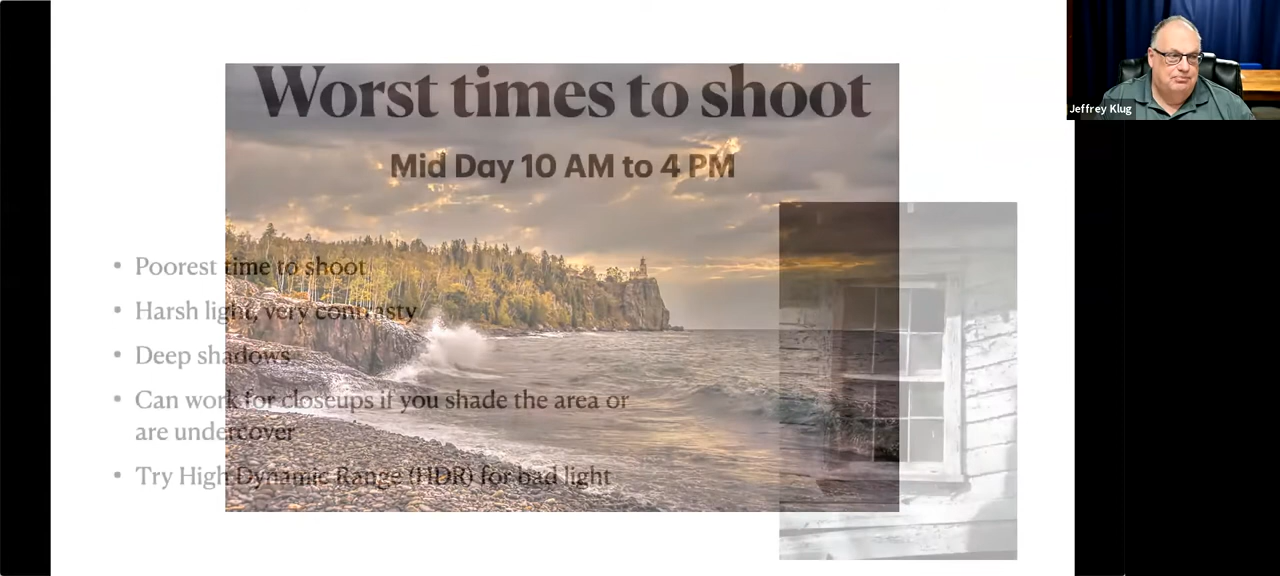 Worst times to shoot
Mid Day 10 AM to 4 PM
Jeffrey Klug
• Poorest time to shoot
• Harsh light, very contrasty
• Deep shadows
• Can work for closeups if you shade the area or
are undercover
• Try High Dynamic Range (HDR) for bad light